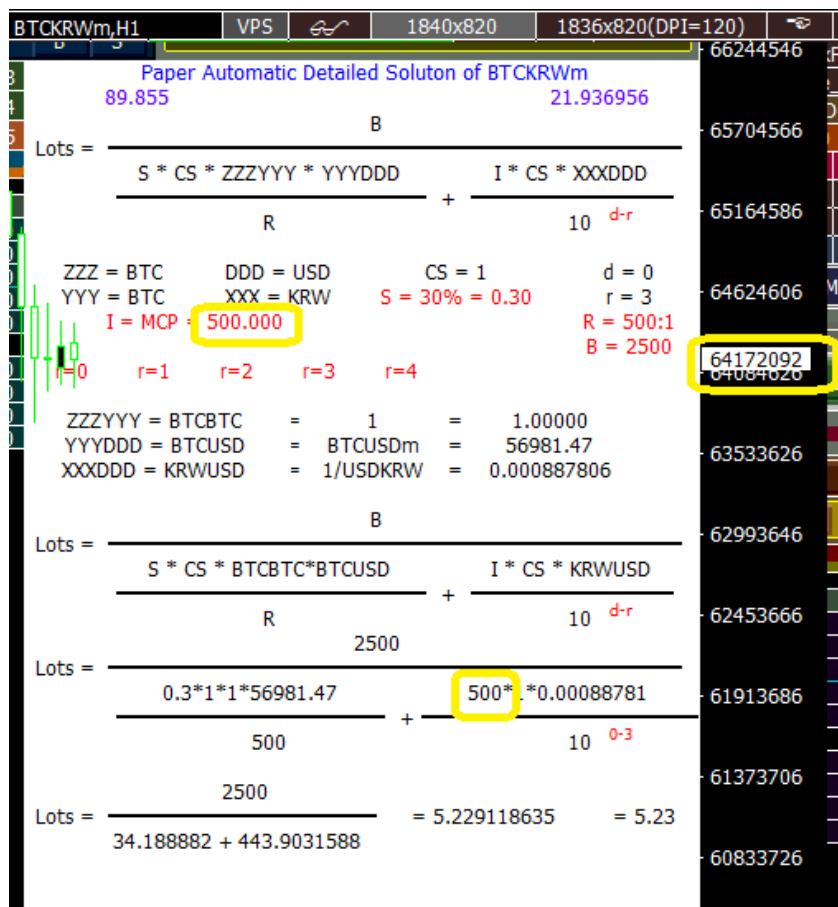 BTCKRWm,H1 VPS 1840x820 1836x820(DPI=120)
Paper Automatic Detailed Soluton of BTCKRWm
89.855 21.936956
B
Lots =
S * CS * ZZZYYY * YYYDDD I * CS * XXXDDD
+
R 10 d-r
ZZZ = BTC DDD = USD CS = 1 d = 0
YYY = BTC XXX = KRW S = 30% = 0.30 r = 3
I = MCP = 500.000 R = 500:1
B = 2500
r=0 r=1 r=2 r=3 r=4
ZZZYYY = BTCBTC = 1 = 1.00000
YYYDDD = BTCUSD = BTCUSDm = 56981.47
XXXDDD = KRWUSD = 1/USDKRW = 0.000887806
B
Lots =
S * CS * BTCBTC*BTCUSD I * CS * KRWUSD
+
R 10 d-r
2500
Lots =
0.3*1*1*56981.47 500*1*0.00088781
+
500 10 0-3
2500
Lots = = 5.229118635 = 5.23
34.188882 + 443.9031588
66244546
65704566
65164586
64624606
64172092
64084626
63533626
62993646
62453666
61913686
61373706
60833726